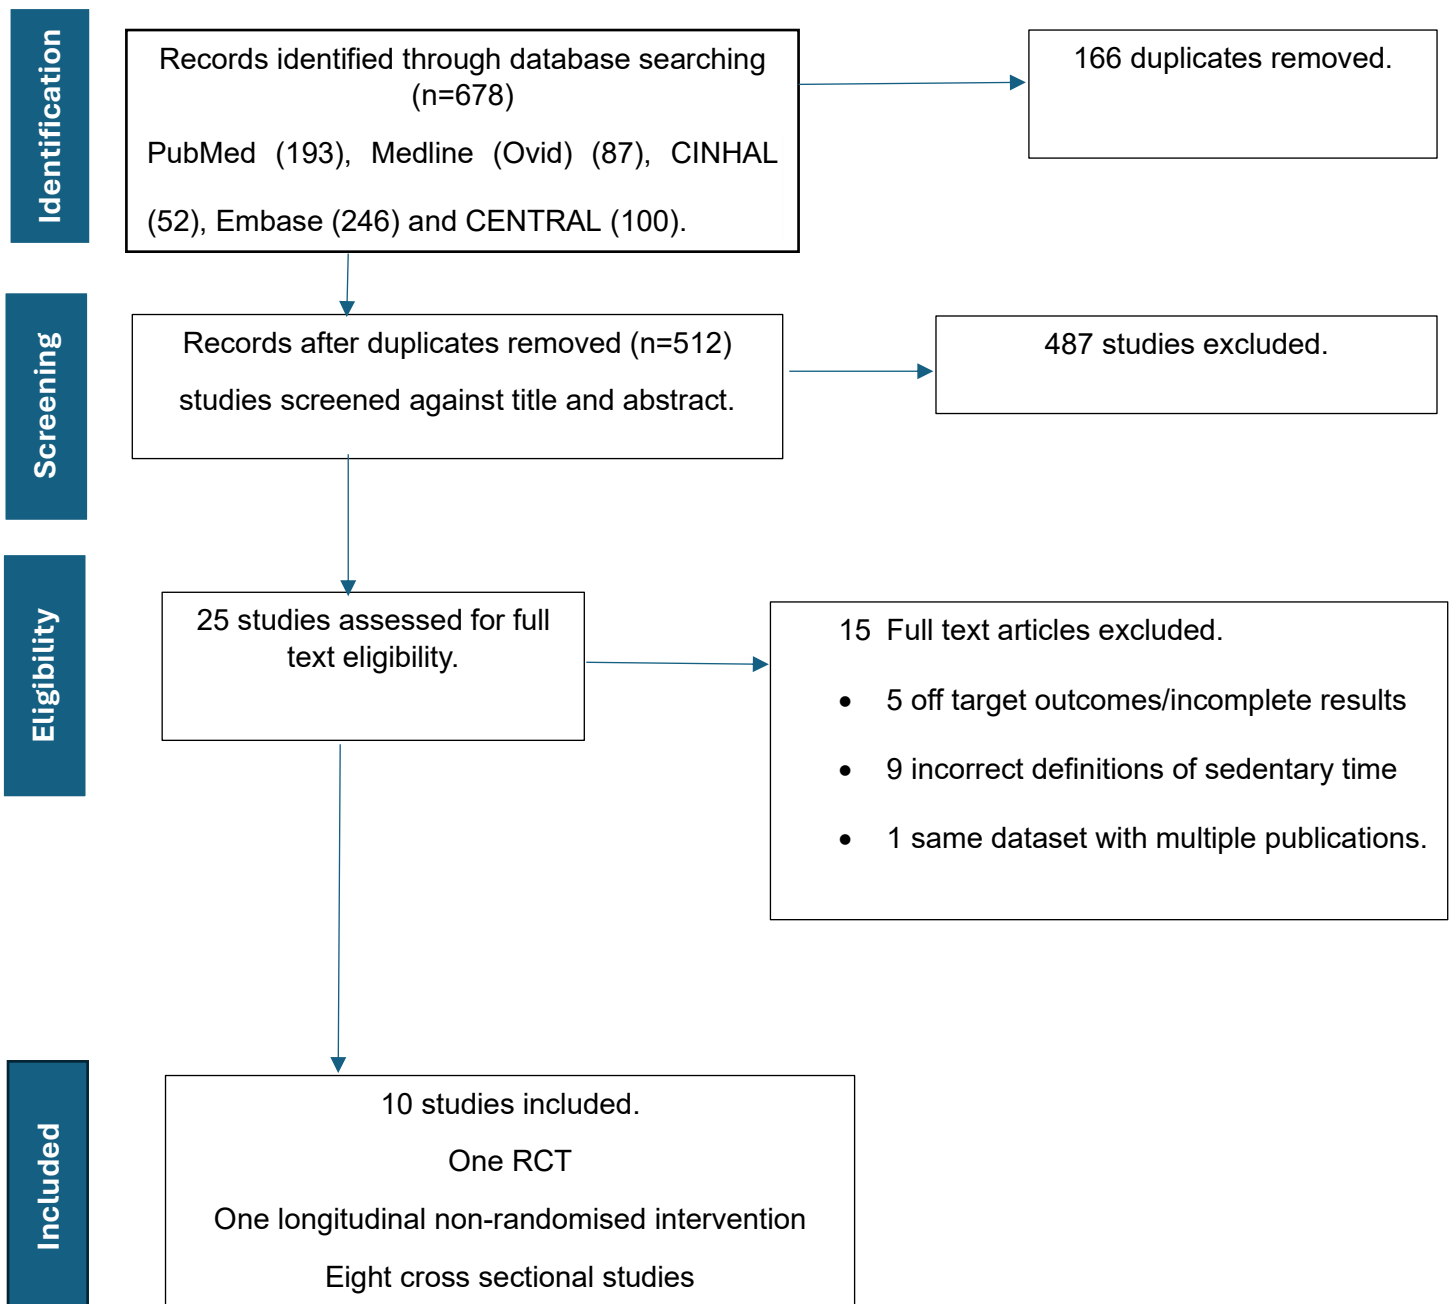 Identification
Records identified through database searching
(n=678)
PubMed (193), Medline (Ovid) (87), CINHAL
(52), Embase (246) and CENTRAL (100).
166 duplicates removed.
Screening
Records after duplicates removed (n=512)
studies screened against title and abstract.
487 studies excluded.
Eligibility
25 studies assessed for full
text eligibility.
15 Full text articles excluded.
• 5 off target outcomes/incomplete results
• 9 incorrect definitions of sedentary time
• 1 same dataset with multiple publications.
Included
10 studies included.
One RCT
One longitudinal non-randomised intervention
Eight cross sectional studies